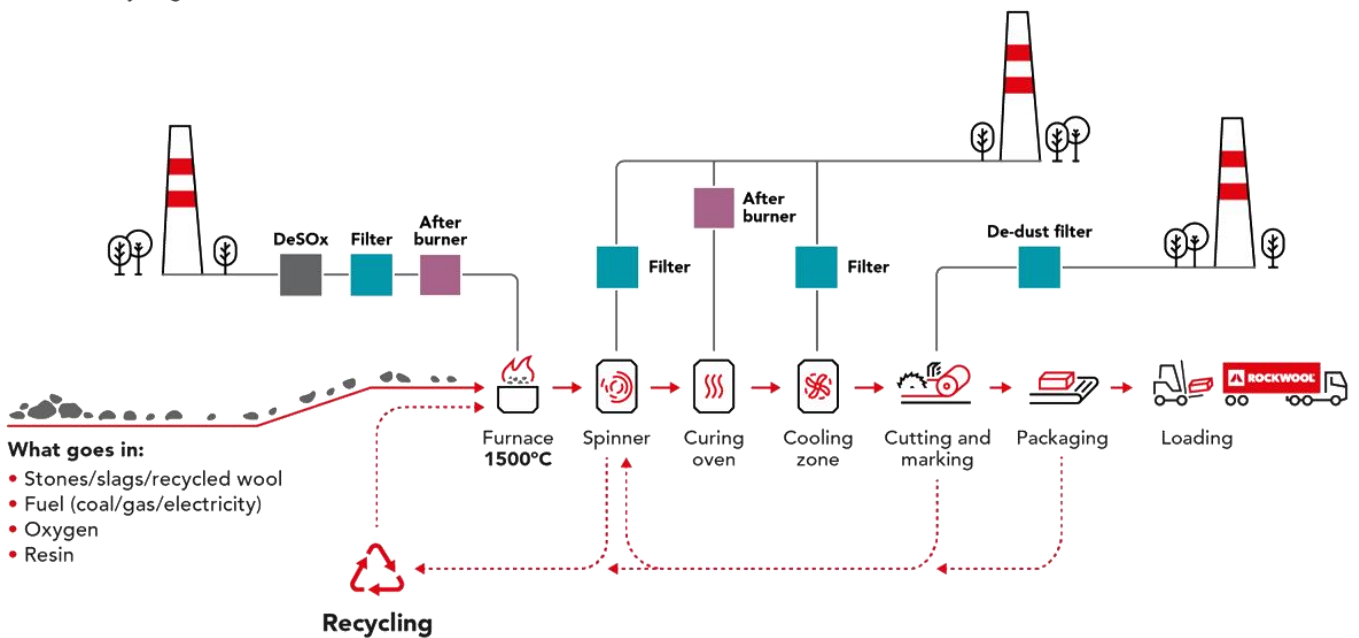 DeSOx
Filter
After
burner
Filter
After
burner
Filter
De-dust filter
ROCKWOOL
Furnace
1500°C
Spinner
Curing
oven
Cooling
zone
Cutting and
marking
Packaging
Loading
What goes in:
• Stones/slags/recycled wool
• Fuel (coal/gas/electricity)
• Oxygen
• Resin
Recycling